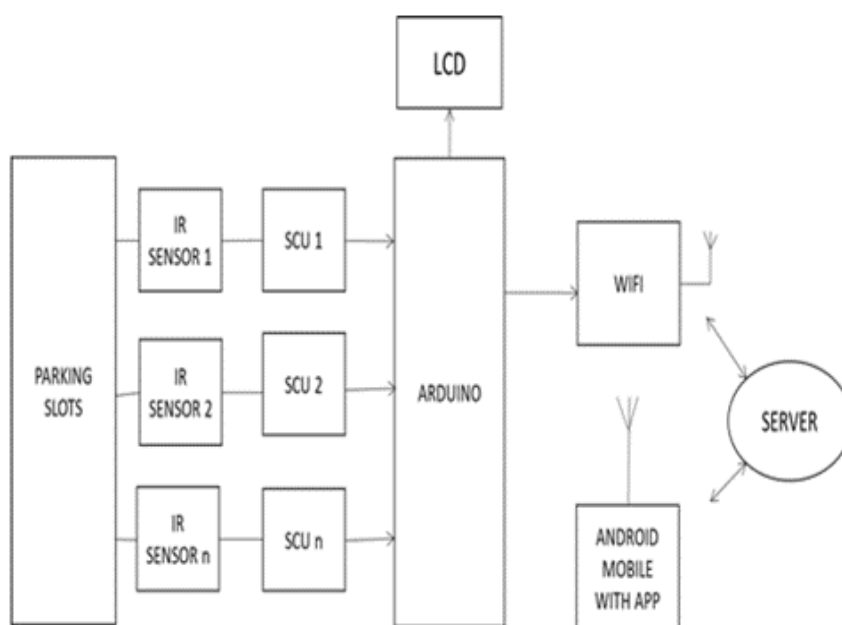 LCD
PARKING
SLOTS
IR
SENSOR 1
SCU 1
IR
SENSOR 2
SCU 2
IR
SENSOR n
SCU n
ARDUINO
WIFI
SERVER
ANDROID
MOBILE
WITH APP